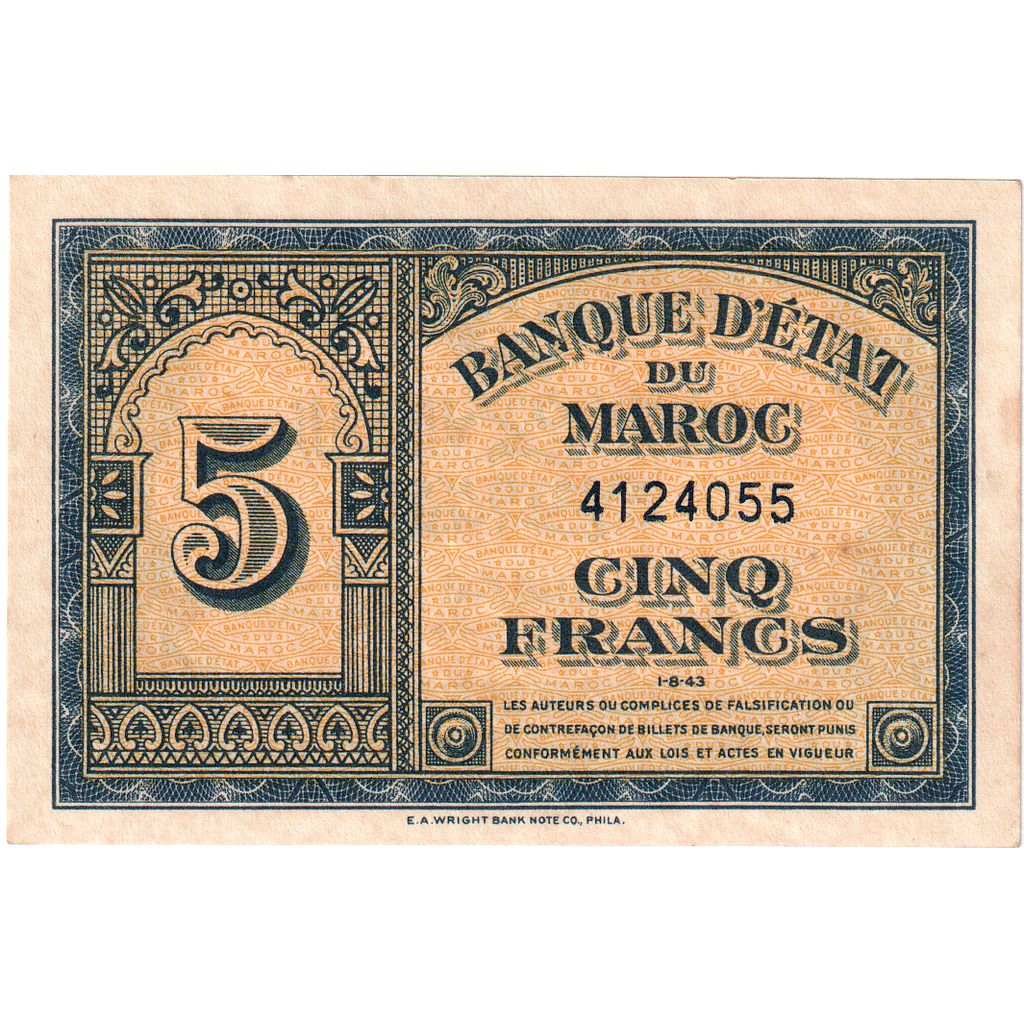 5
BANQUE D'ÉTAT
DU
MAROC
4124055
CINQ
FRANCS
1-8-43
LES AUTEURS OU COMPLICES DE FALSIFICATION OU
DE CONTREFAÇON DE BILLETS DE BANQUE, SERONT PUNIS
CONFORMÉMENT AUX LOIS ET ACTES EN VIGUEUR
E.A.WRIGHT BANK NOTE CO., PHILA.